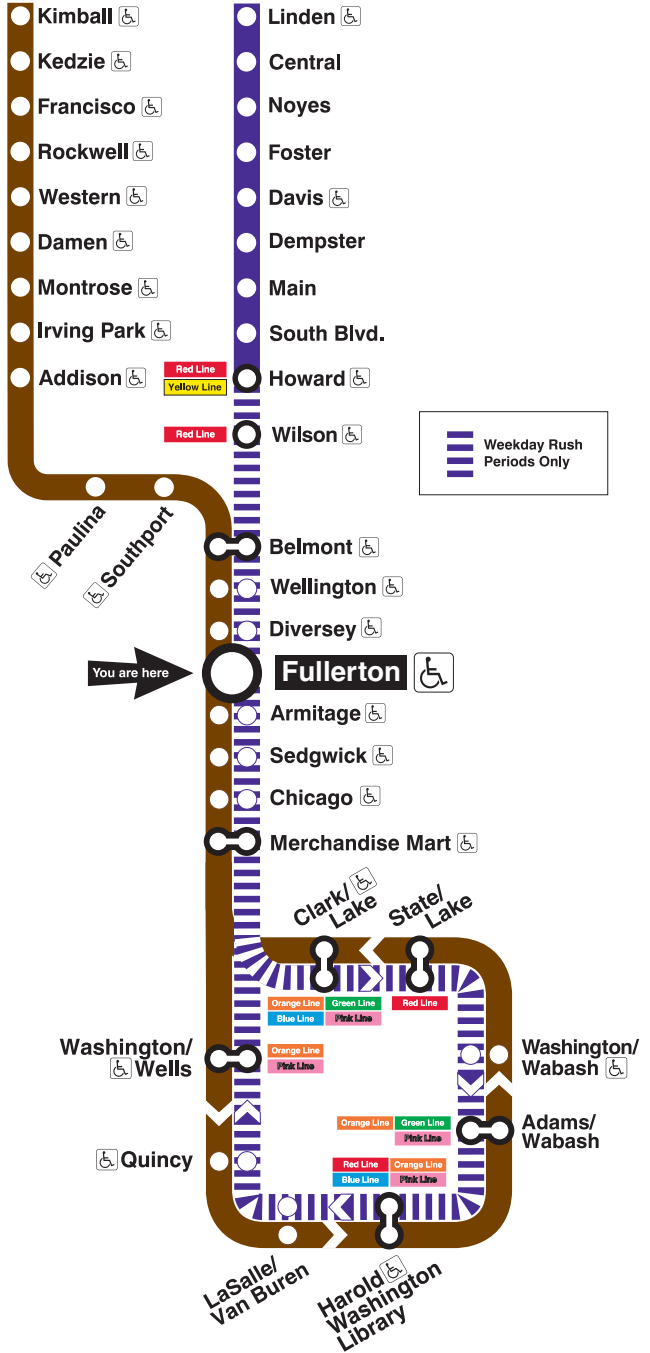 Kimball
Kedzie
Francisco
Rockwell
Western
Damen
Montrose
Irving Park
Addison
Paulina
Southport
Linden
Central
Noyes
Foster
Davis
Dempster
Main
South Blvd.
Red Line
Yellow Line
Howard
Red Line
Wilson
Weekday Rush
Periods Only
Belmont
Wellington
Diversey
You are here
Fullerton
Armitage
Sedgwick
Chicago
Merchandise Mart
Clark/
Lake
State/
Lake
Orange Line
Green Line
Blue Line
Pink Line
Red Line
Washington/
Wells
Orange Line
Pink Line
Washington/
Wabash
Orange Line
Green Line
Pink Line
Adams/
Wabash
Quincy
Red Line
Orange Line
Blue Line
Pink Line
LaSalle/
Van Buren
Harold
Washington
Library